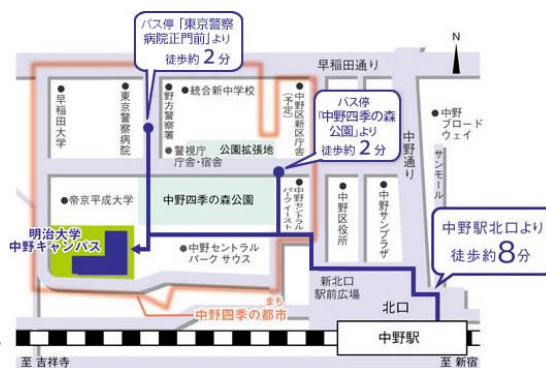 バス停「東京警察
病院正門前」より
徒歩約2分
早稲田通り
N
早稲田大学
東京警察病院
野方警察署
統合新中学校
警視庁
庁舎・宿舎
公園拡張地
中野区新区庁舎
(予定)
バス停
「中野四季の森
公園」より
徒歩約2分
中野通り
中野
ブロード
ウェイ
サンモール
帝京平成大学
中野四季の森公園
中野セントラル
パークイースト
中野区役所
中野サンプラザ
中野駅北口より
徒歩約8分
明治大学
中野キャンパス
中野セントラル
パーク サウス
新北口
駅前広場
北口
まち
中野四季の都市
中野駅
至 吉祥寺
至 新宿